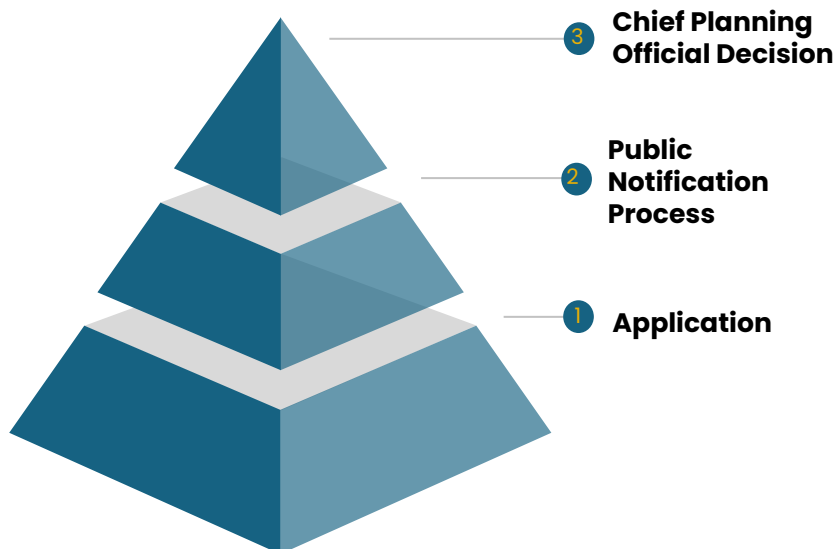 3
Chief Planning
Official Decision
2
Public
Notification
Process
1
Application